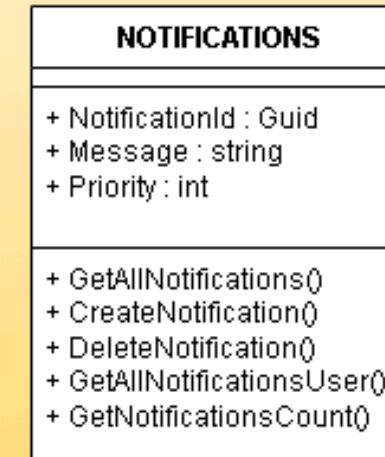 NOTIFICATIONS
+ NotificationId : Guid
+ Message : string
+ Priority : int
+ GetAllNotifications()
+ CreateNotification()
+ DeleteNotification()
+ GetAllNotificationsUser()
+ GetNotificationsCount()